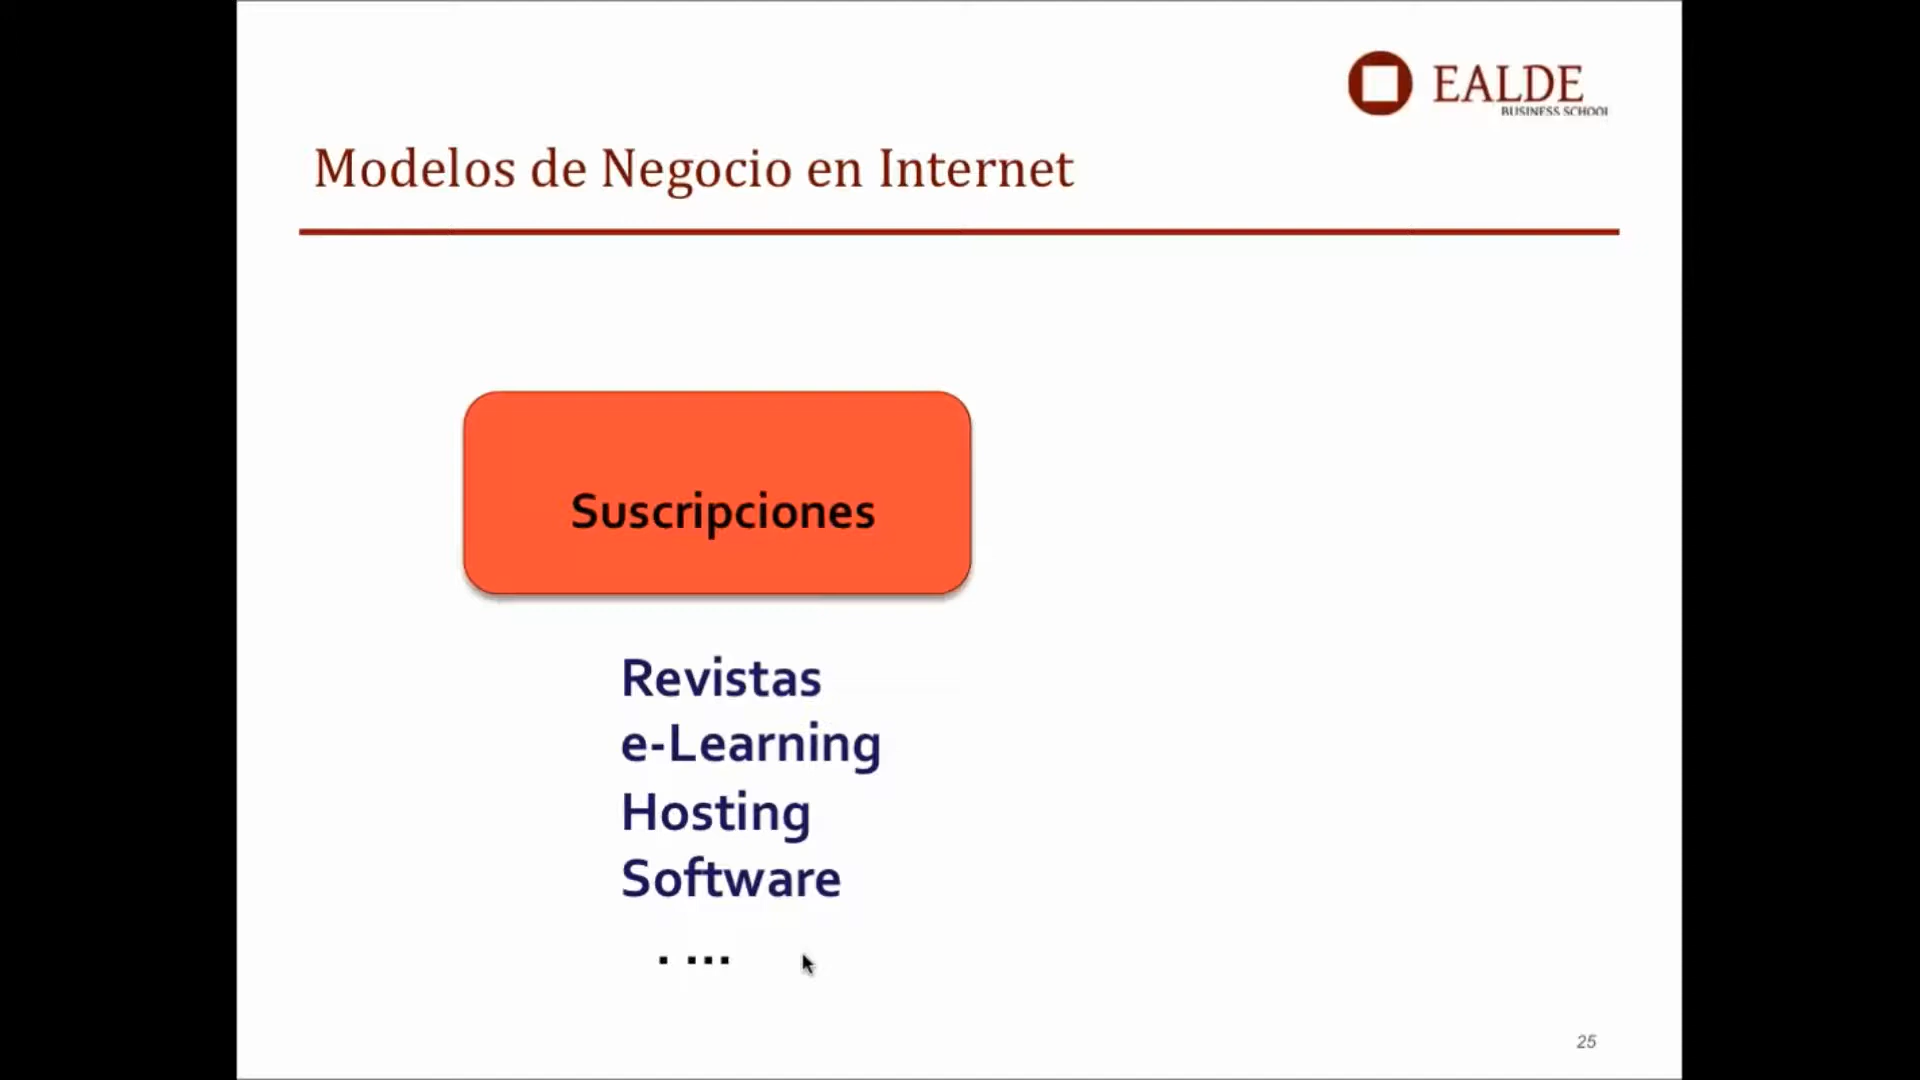 EALDE
BUSINESS SCHOOL
Modelos de Negocio en Internet
Suscripciones
Revistas
e-Learning
Hosting
Software
. ...
25